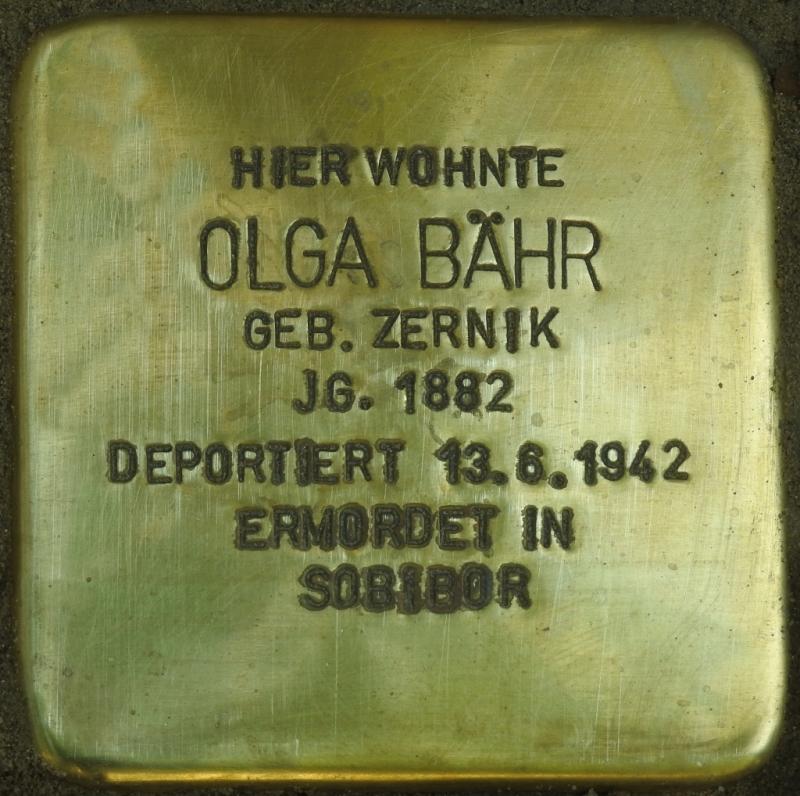 HIER WOHNTE
OLGA BÄHR
GEB. ZERNIK
JG. 1882
DEPORTIERT 13.6.1942
ERMORDET IN
SOBIBOR